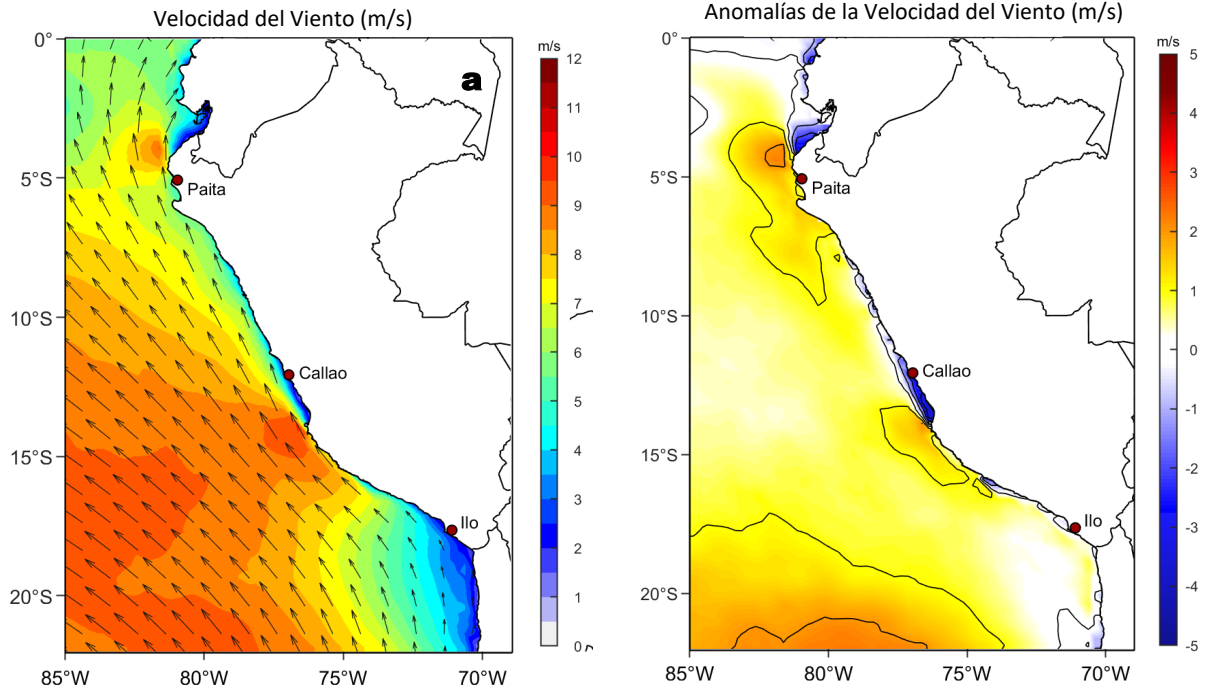 Velocidad del Viento (m/s)
m/s
a
0°
5°S
10°S
15°S
20°S
85°W
80°W
75°W
70°W
Paita
Callao
Ilo
12
11
10
9
8
7
6
5
4
3
2
1
0
Anomalías de la Velocidad del Viento (m/s)
m/s
0°
5°S
10°S
15°S
20°S
85°W
80°W
75°W
70°W
Paita
Callao
Ilo
5
4
3
2
1
0
-1
-2
-3
-4
-5